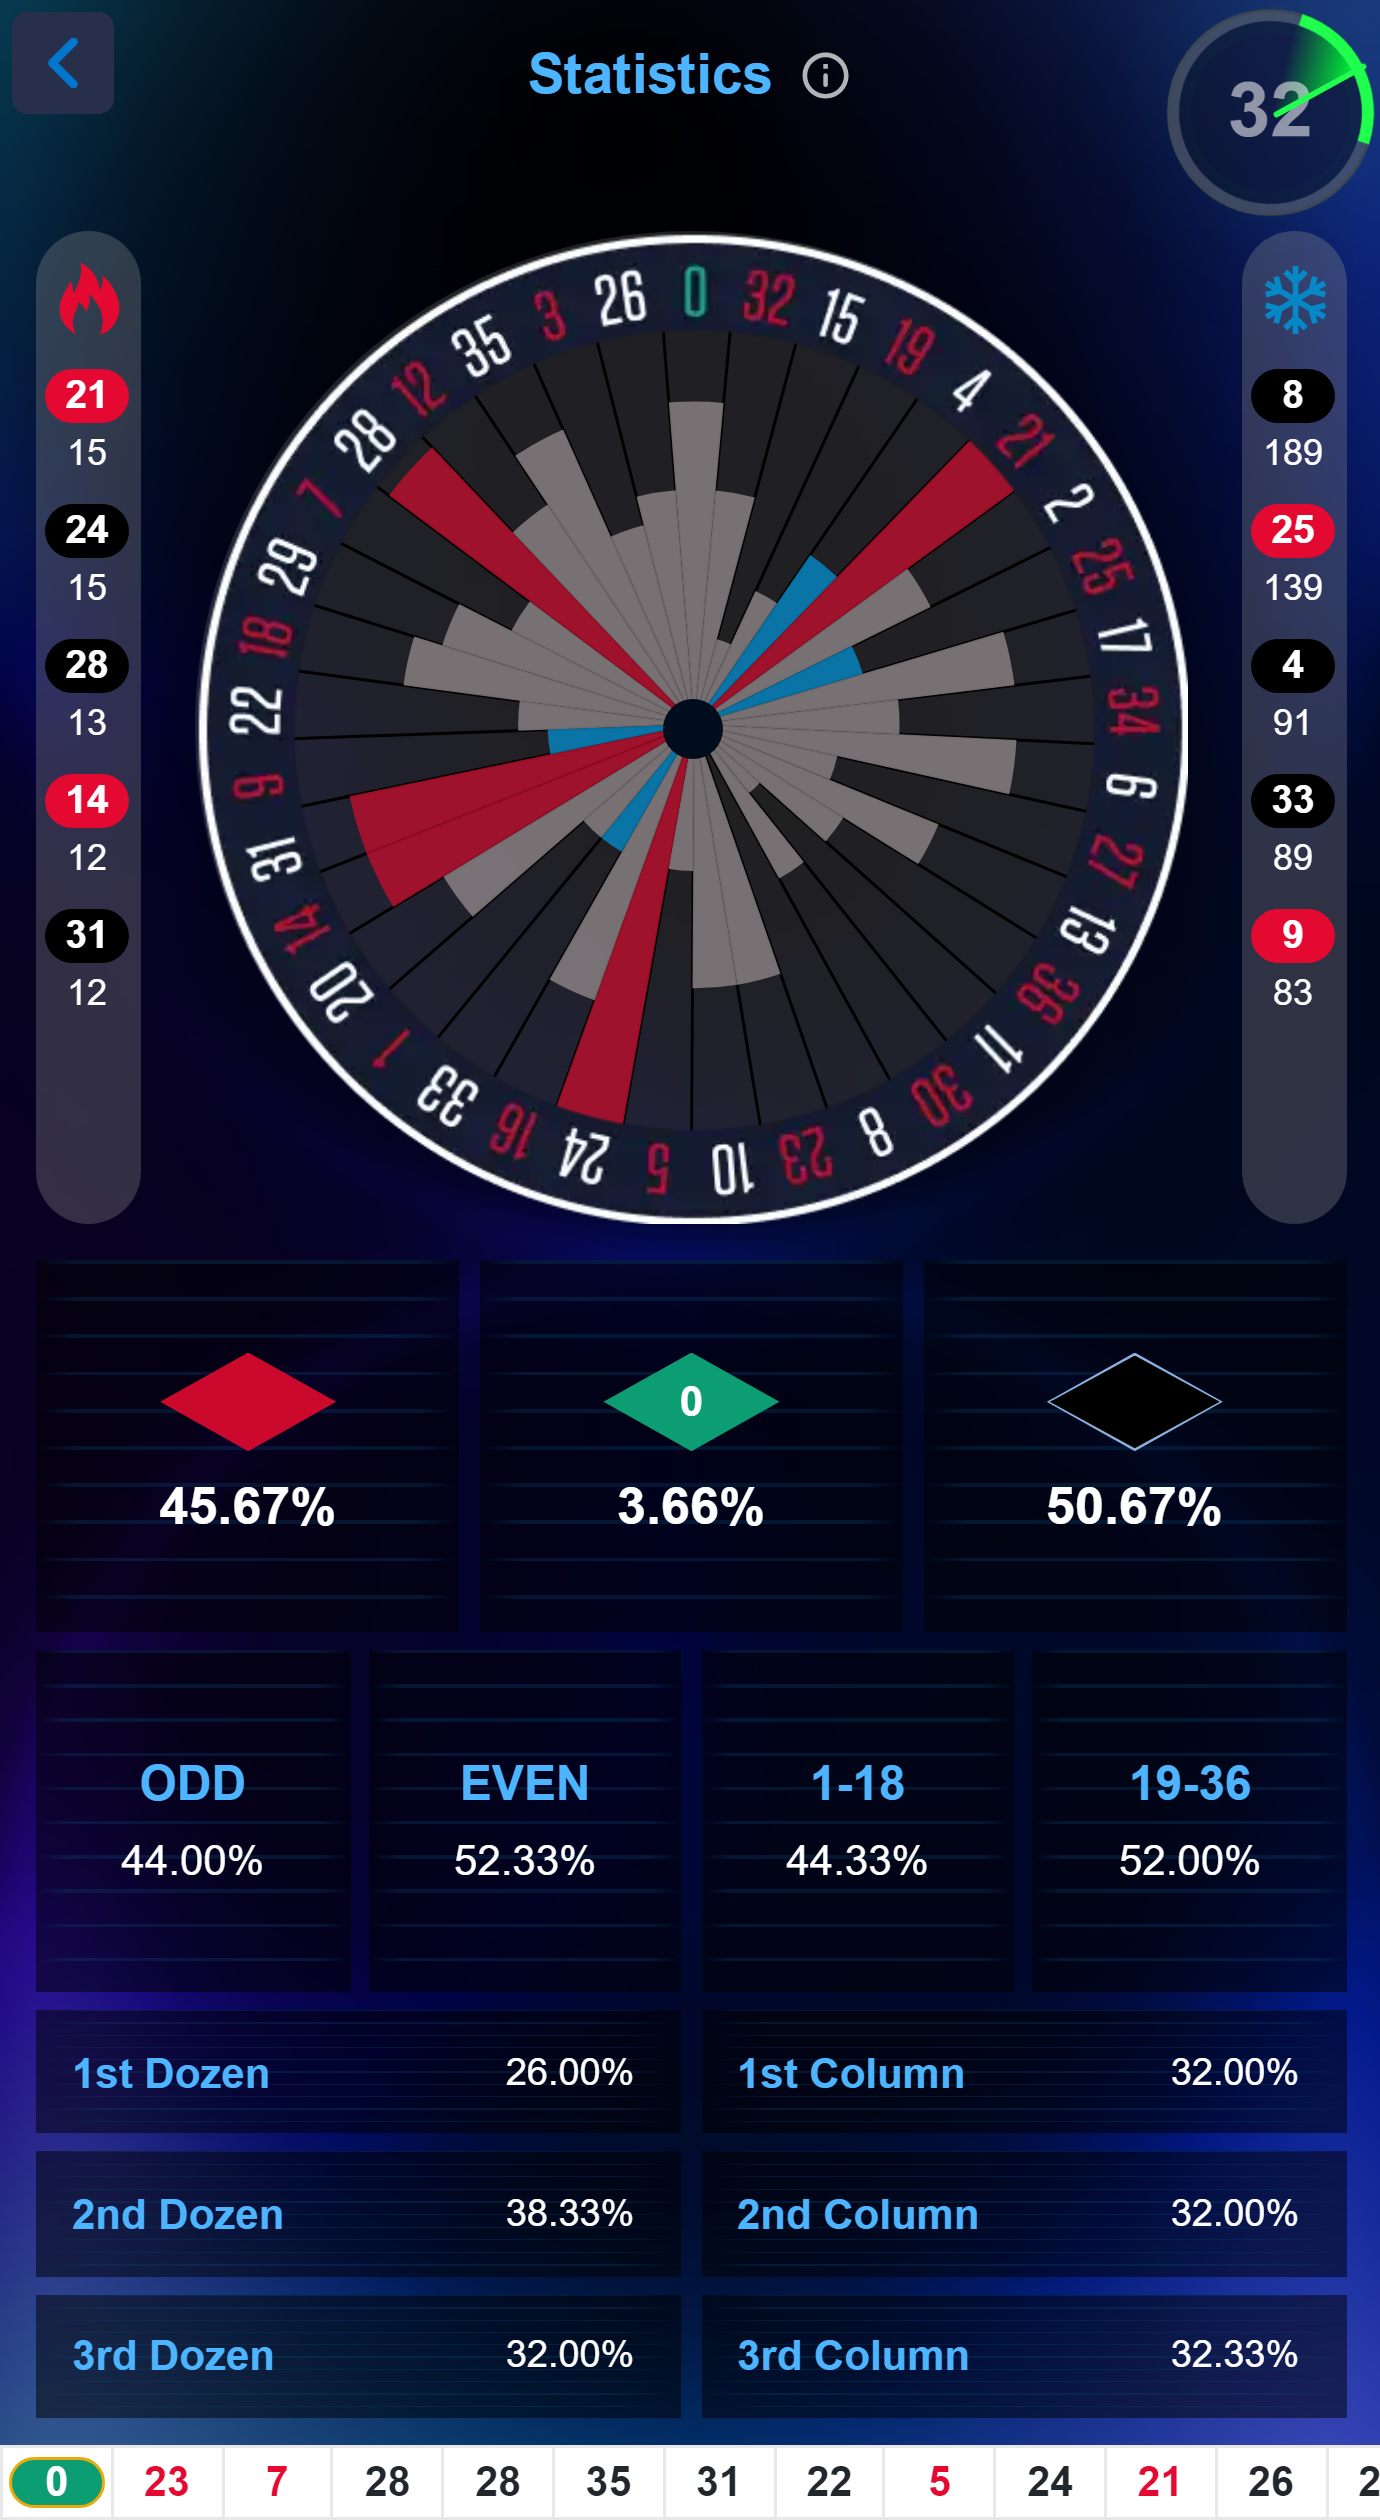 Statistics
32
21
15
24
15
28
13
14
12
31
12
0 32 15 19 4 21 2 25 17 34 6 27 13 36 11 30 8 23 10 5 24 16 33 1 20 14 31 9 22 18 29 7 28 12 35 3 26
8
189
25
139
4
91
33
89
9
83
0
45.67% 3.66% 50.67%
ODD EVEN 1-18 19-36
44.00% 52.33% 44.33% 52.00%
1st Dozen 26.00% 1st Column 32.00%
2nd Dozen 38.33% 2nd Column 32.00%
3rd Dozen 32.00% 3rd Column 32.33%
0 23 7 28 28 35 31 22 5 24 21 26